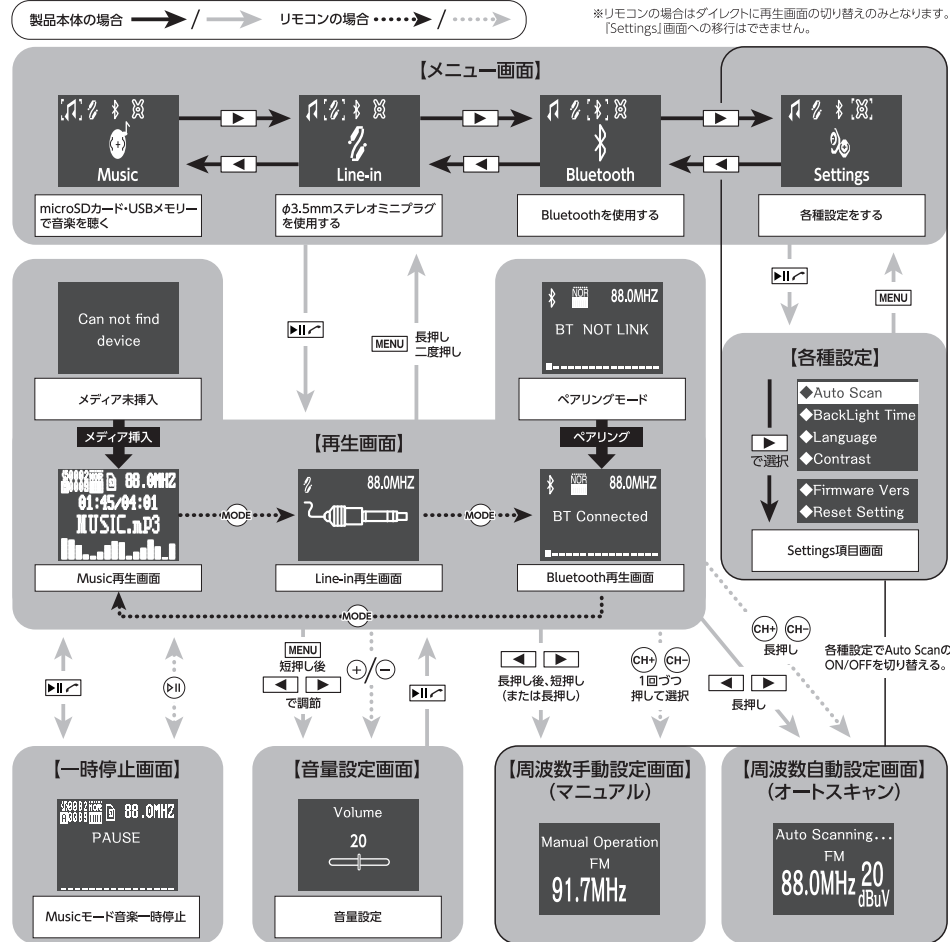 製品本体の場合 / リモコンの場合 /
※リモコンの場合はダイレクトに再生画面の切り替えのみとなります。
『Settings』画面への移行はできません。
【メニュー画面】
Music
Line-in
Bluetooth
Settings
microSDカード・USBメモリー
で音楽を聴く
φ3.5mmステレオミニプラグ
を使用する
Bluetoothを使用する
各種設定をする
Can not find
device
メディア未挿入
メディア挿入
MENU 長押し
二度押し
NOR 88.0MHZ
BT NOT LINK
ペアリングモード
ペアリング
MENU
【各種設定】
で選択
◆Auto Scan
◆BackLight Time
◆Language
◆Contrast
◆Firmware Vers
◆Reset Setting
Settings項目画面
【再生画面】
88.0MHZ
01:45/04:01
MUSIC.mP3
MODE
88.0MHZ
MODE
NOR 88.0MHZ
BT Connected
Music再生画面
Line-in再生画面
Bluetooth再生画面
MODE
MENU
短押し後
◀ ▶
で調節
+/−
◀ ▶
長押し後、短押し
(または長押し)
CH+ CH−
1回づつ
押して選択
◀ ▶
長押し
CH+ CH−
長押し
各種設定でAuto Scanの
ON/OFFを切り替える。
【一時停止画面】
88.0MHZ
PAUSE
Musicモード音楽一時停止
【音量設定画面】
Volume
20
音量設定
【周波数手動設定画面】
(マニュアル)
Manual Operation
FM
91.7MHz
【周波数自動設定画面】
(オートスキャン)
Auto Scanning...
FM
88.0MHz 20
dBuV